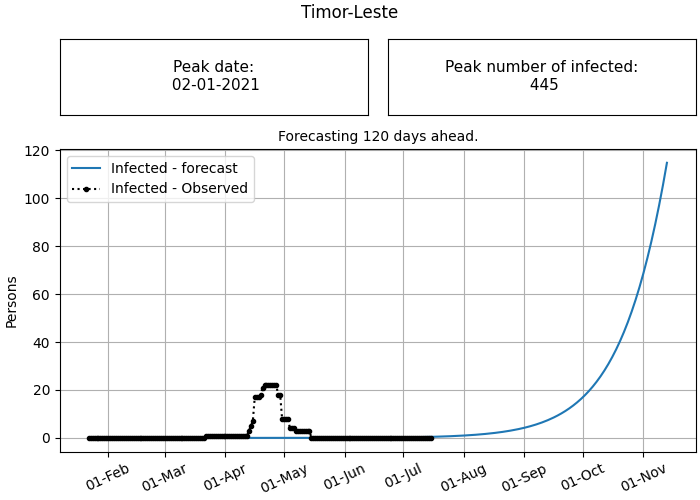 Timor-Leste
Peak date:
02-01-2021
Peak number of infected:
445
Forecasting 120 days ahead.
Infected - forecast
Infected - Observed
Persons
120
100
80
60
40
20
0
01-Feb
01-Mar
01-Apr
01-May
01-Jun
01-Jul
01-Aug
01-Sep
01-Oct
01-Nov